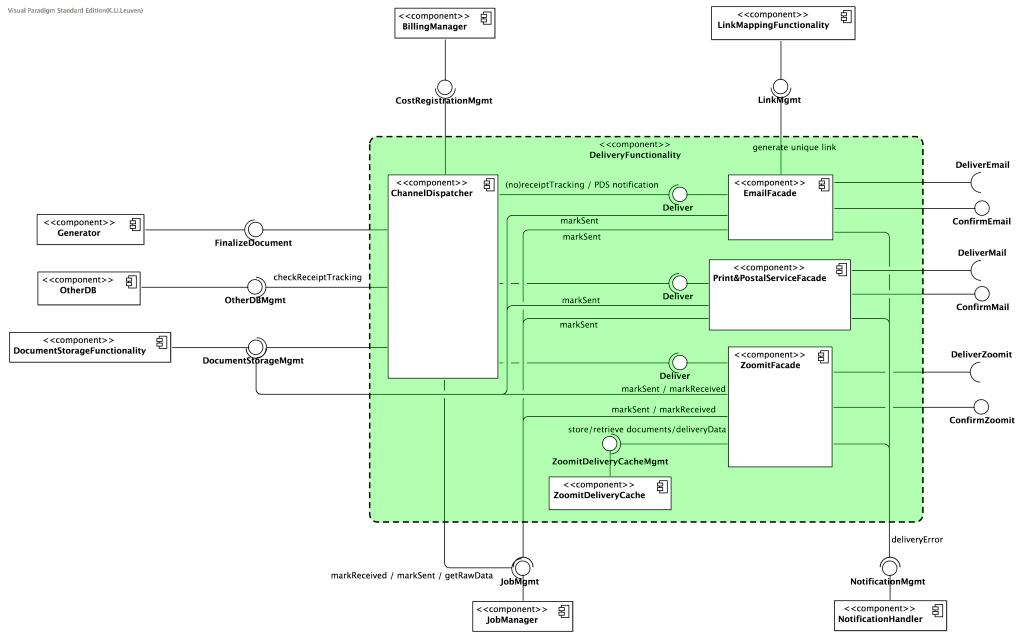 Visual Paradigm Standard Edition(K.U.Leuven)
<<component>>
BillingManager
<<component>>
LinkMappingFunctionality
CostRegistrationMgmt
LinkMgmt
<<component>>
DeliveryFunctionality
generate unique link
<<component>>
ChannelDispatcher
(no)receiptTracking / PDS notification
Deliver
<<component>>
EmailFacade
DeliverEmail
ConfirmEmail
<<component>>
Generator
FinalizeDocument
markSent
markSent
<<component>>
OtherDB
checkReceiptTracking
OtherDBMgmt
Deliver
<<component>>
Print&PostalServiceFacade
DeliverMail
ConfirmMail
markSent
markSent
<<component>>
DocumentStorageFunctionality
DocumentStorageMgmt
Deliver
<<component>>
ZoomitFacade
DeliverZoomit
ConfirmZoomit
markSent / markReceived
markSent / markReceived
store/retrieve documents/deliveryData
ZoomitDeliveryCacheMgmt
<<component>>
ZoomitDeliveryCache
deliveryError
markReceived / markSent / getRawData
JobMgmt
NotificationMgmt
<<component>>
JobManager
<<component>>
NotificationHandler